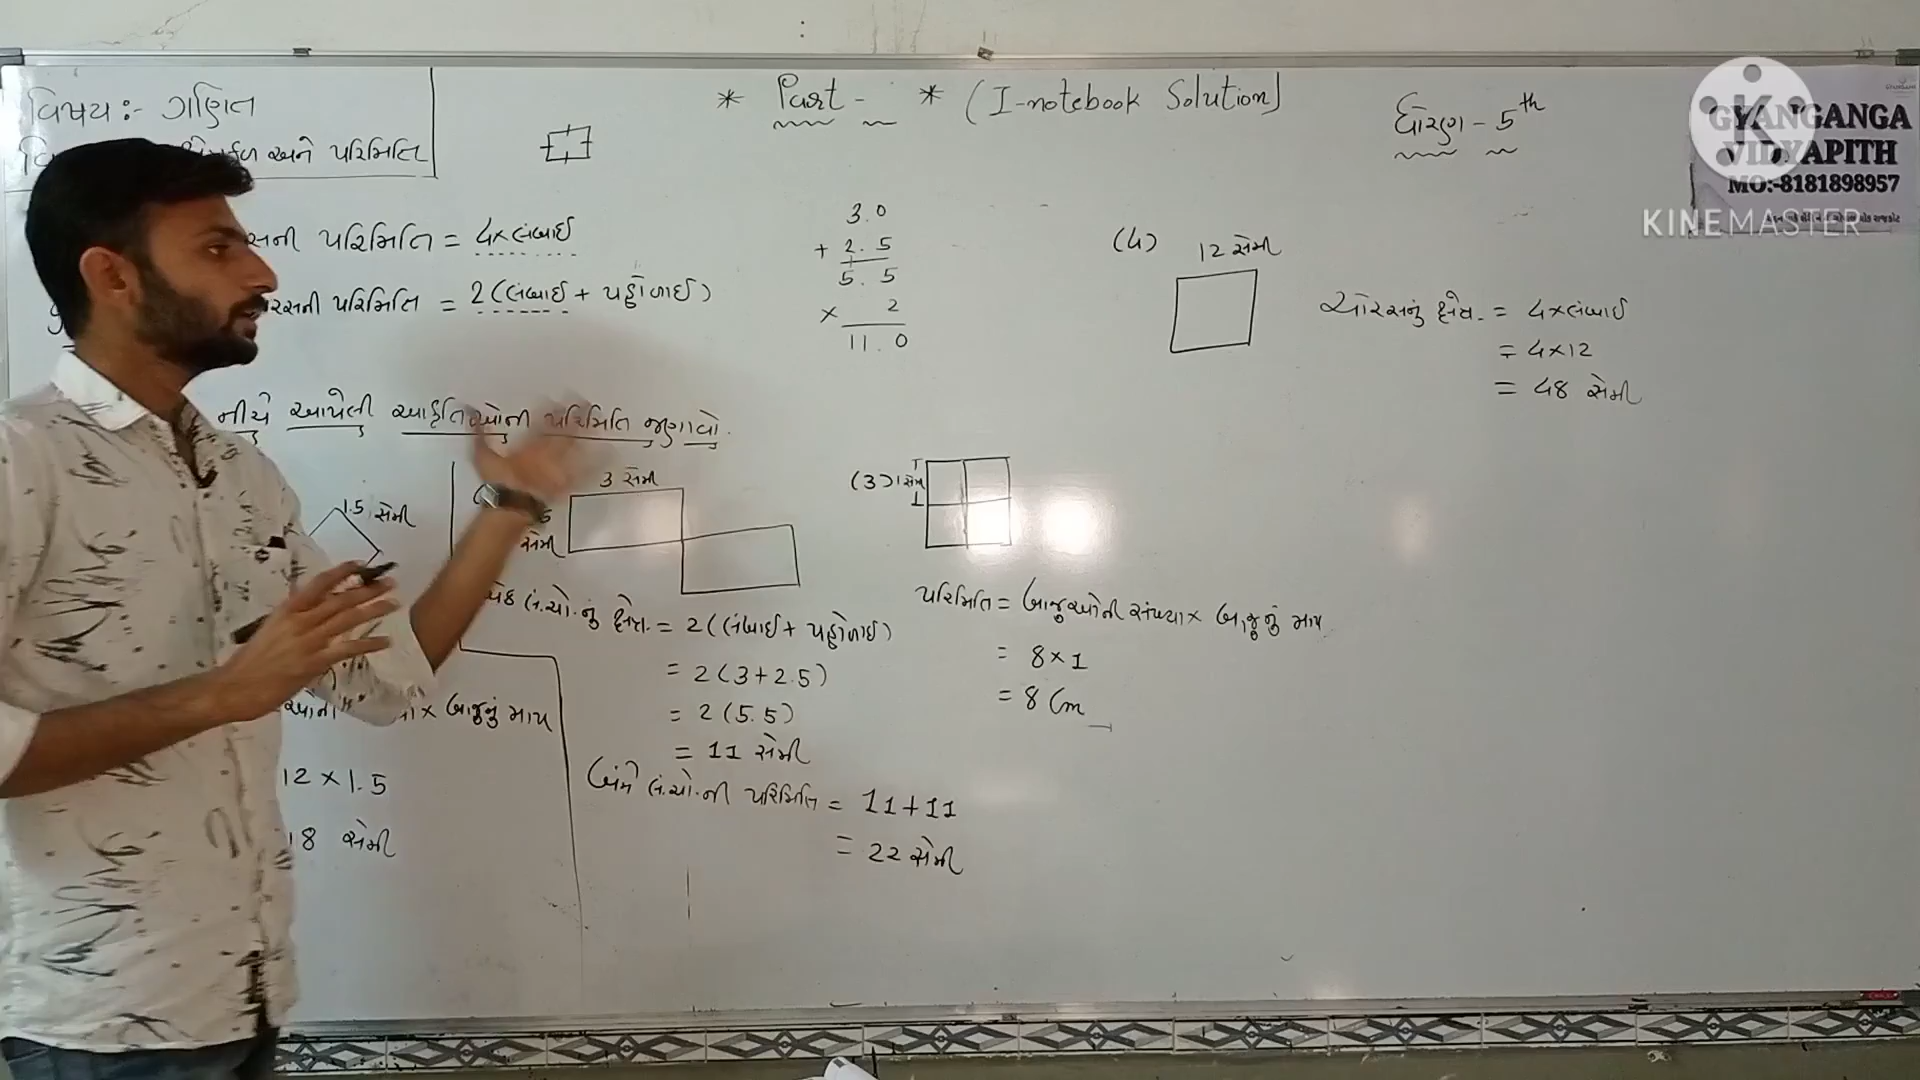 વિષય :- ગણિત
અને પરિમિતિ
* Part - * (I-notebook Solution)
ધોરણ - 5th
GYANGANGA
VIDYAPITH
MO:-8181898957
KINEMASTER
પરિમિતિ = 4×લંબાઈ
પરિમિતિ = 2(લંબાઈ + પહોળાઈ)
3.0
+ 2.5
5.5
× 2
11.0
(4) 12 સેમી
ચોરસનું ક્ષેત્ર. = 4×લંબાઈ
= 4×12
= 48 સેમી
નીચે આપેલી આકૃતિઓની પરિમિતિ જણાવો.
1.5 સેમી
12 × 1.5
18 સેમી
× બાજુનું માપ
3 સેમી
સેમી
લં.ચો.નું ક્ષેત્ર. = 2(લંબાઈ + પહોળાઈ)
= 2(3+2.5)
= 2(5.5)
= 11 સેમી
બંને લં.ચો.ની પરિમિતિ = 11+11
= 22 સેમી
(3) 1 સેમી
પરિમિતિ = બાજુઓની સંખ્યા × બાજુનું માપ
= 8×1
= 8 Cm